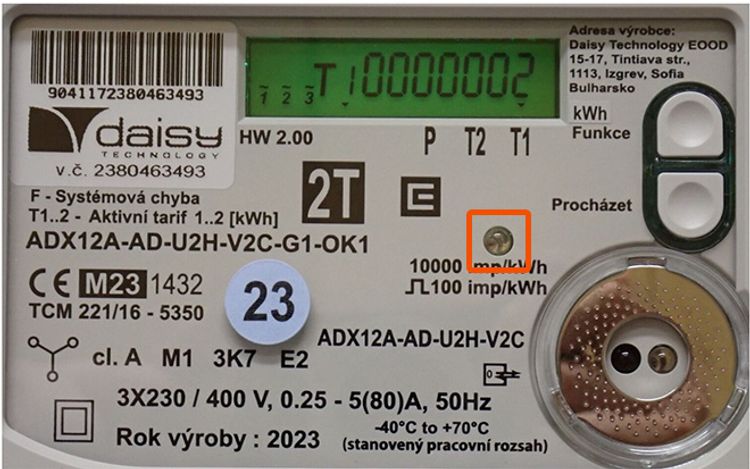 9041172380463493
daisy
TECHNOLOGY
v.č. 2380463493
1 2 3 T10000002
HW 2.00
P T2 T1
kWh
Adresa výrobce:
Daisy Technology EOOD
15-17, Tintiava str.,
1113, Izgrev, Sofia
Bulharsko
Funkce
Procházet
2T
F - Systémová chyba
T1..2 - Aktivní tarif 1..2 [kWh]
ADX12A-AD-U2H-V2C-G1-OK1
10000 imp/kWh
100 imp/kWh
CE M23 1432
23
TCM 221/16 - 5350
ADX12A-AD-U2H-V2C
cl. A M1 3K7 E2
3X230 / 400 V, 0.25 - 5(80)A, 50Hz
Rok výroby : 2023
-40°C to +70°C
(stanovený pracovní rozsah)